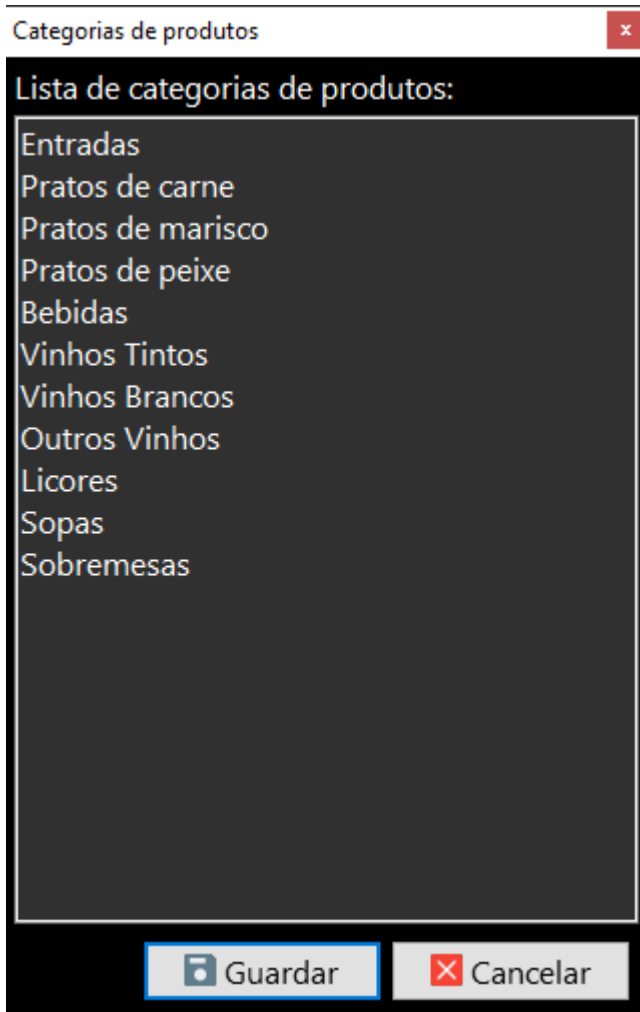 Categorias de produtos
x
Lista de categorias de produtos:
Entradas
Pratos de carne
Pratos de marisco
Pratos de peixe
Bebidas
Vinhos Tintos
Vinhos Brancos
Outros Vinhos
Licores
Sopas
Sobremesas
Guardar
Cancelar